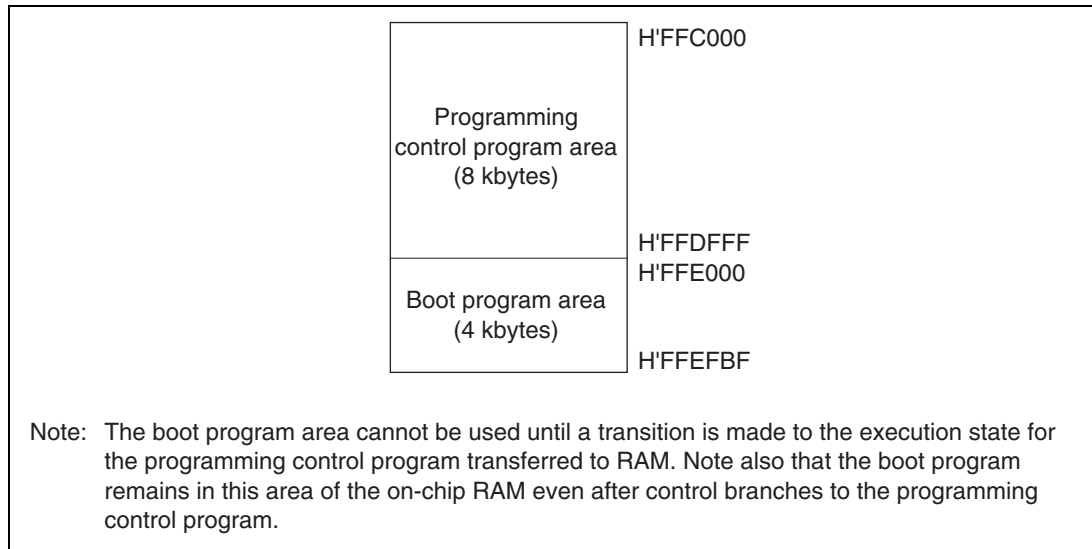 H'FFC000
Programming
control program area
(8 kbytes)
H'FFDFFF
H'FFE000
Boot program area
(4 kbytes)
H'FFEFBF
Note: The boot program area cannot be used until a transition is made to the execution state for
the programming control program transferred to RAM. Note also that the boot program
remains in this area of the on-chip RAM even after control branches to the programming
control program.